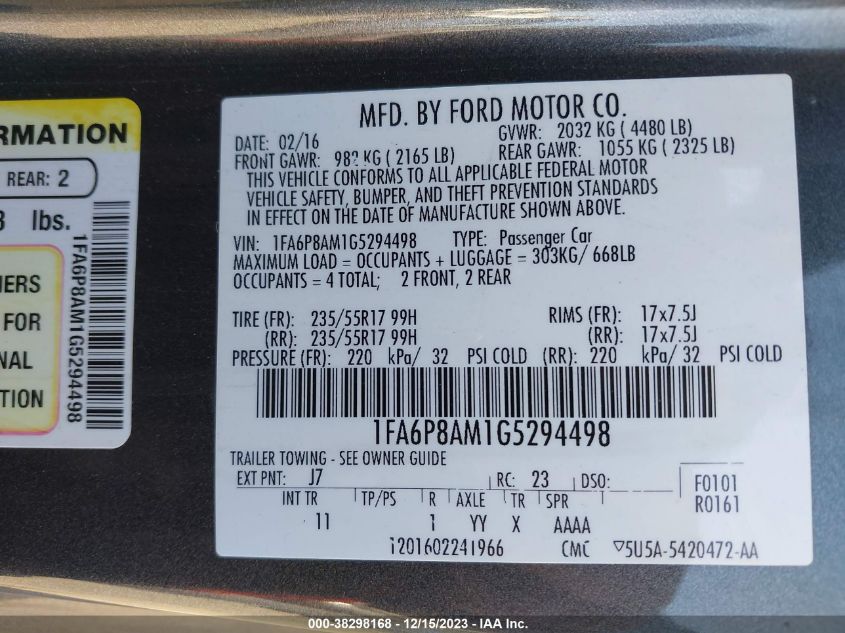 RMATION
REAR: 2
lbs.
1FA6P8AM1G5294498
FOR
MFD. BY FORD MOTOR CO.
DATE: 02/16 GVWR: 2032 KG ( 4480 LB)
FRONT GAWR: 982 KG ( 2165 LB) REAR GAWR: 1055 KG ( 2325 LB)
THIS VEHICLE CONFORMS TO ALL APPLICABLE FEDERAL MOTOR
VEHICLE SAFETY, BUMPER, AND THEFT PREVENTION STANDARDS
IN EFFECT ON THE DATE OF MANUFACTURE SHOWN ABOVE.
VIN: 1FA6P8AM1G5294498 TYPE: Passenger Car
MAXIMUM LOAD = OCCUPANTS + LUGGAGE = 303KG/ 668LB
OCCUPANTS = 4 TOTAL; 2 FRONT, 2 REAR
TIRE (FR): 235/55R17 99H RIMS (FR): 17x7.5J
(RR): 235/55R17 99H (RR): 17x7.5J
PRESSURE (FR): 220 kPa/ 32 PSI COLD (RR): 220 kPa/ 32 PSI COLD
1FA6P8AM1G5294498
TRAILER TOWING - SEE OWNER GUIDE
EXT PNT: J7 RC: 23 DSO: F0101
INT TR TP/PS R AXLE TR SPR R0161
11 1 YY X AAAA
1201602241966 CMC ▽5U5A-5420472-AA
000-38298168 - 12/15/2023 - IAA Inc.